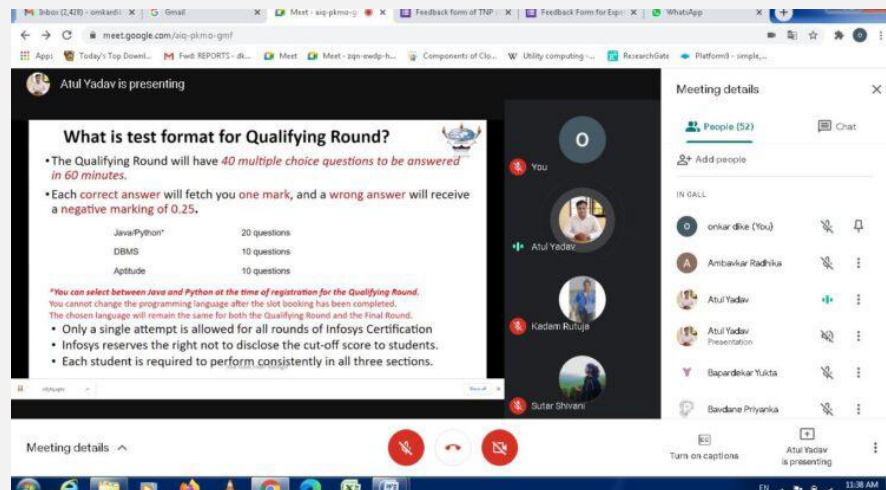 Inbox (2,428) - omkardi
Gmail
Meet - aiq-pkmo-g
Feedback form of TNP
Feedback Form for Exp
WhatsApp
meet.google.com/aiq-pkmo-gmf
Apps
Today's Top Downl...
Fwd: REPORTS - di...
Meet
Meet - zqn-ewdp-h...
Components of Clo...
Utility computing -...
ResearchGate
Platform9 - simple,...
Atul Yadav is presenting
What is test format for Qualifying Round?
•The Qualifying Round will have 40 multiple choice questions to be answered
in 60 minutes.
•Each correct answer will fetch you one mark, and a wrong answer will receive
a negative marking of 0.25.
Java/Python* 20 questions
DBMS 10 questions
Aptitude 10 questions
*You can select between Java and Python at the time of registration for the Qualifying Round.
You cannot change the programming language after the slot booking has been completed.
The chosen language will remain the same for both the Qualifying Round and the Final Round.
• Only a single attempt is allowed for all rounds of Infosys Certification
• Infosys reserves the right not to disclose the cut-off score to students.
• Each student is required to perform consistently in all three sections.
O
You
Atul Yadav
Kadam Rutuja
Sutar Shivani
Meeting details
People (52)
Chat
Add people
IN CALL
onkar dike (You)
A
Ambavkar Radhika
Atul Yadav
Atul Yadav
Presentation
Y
Bapardekar Yukta
Bavdane Priyanka
Meeting details
Turn on captions
Atul Yadav
is presenting
EN
11:38 AM